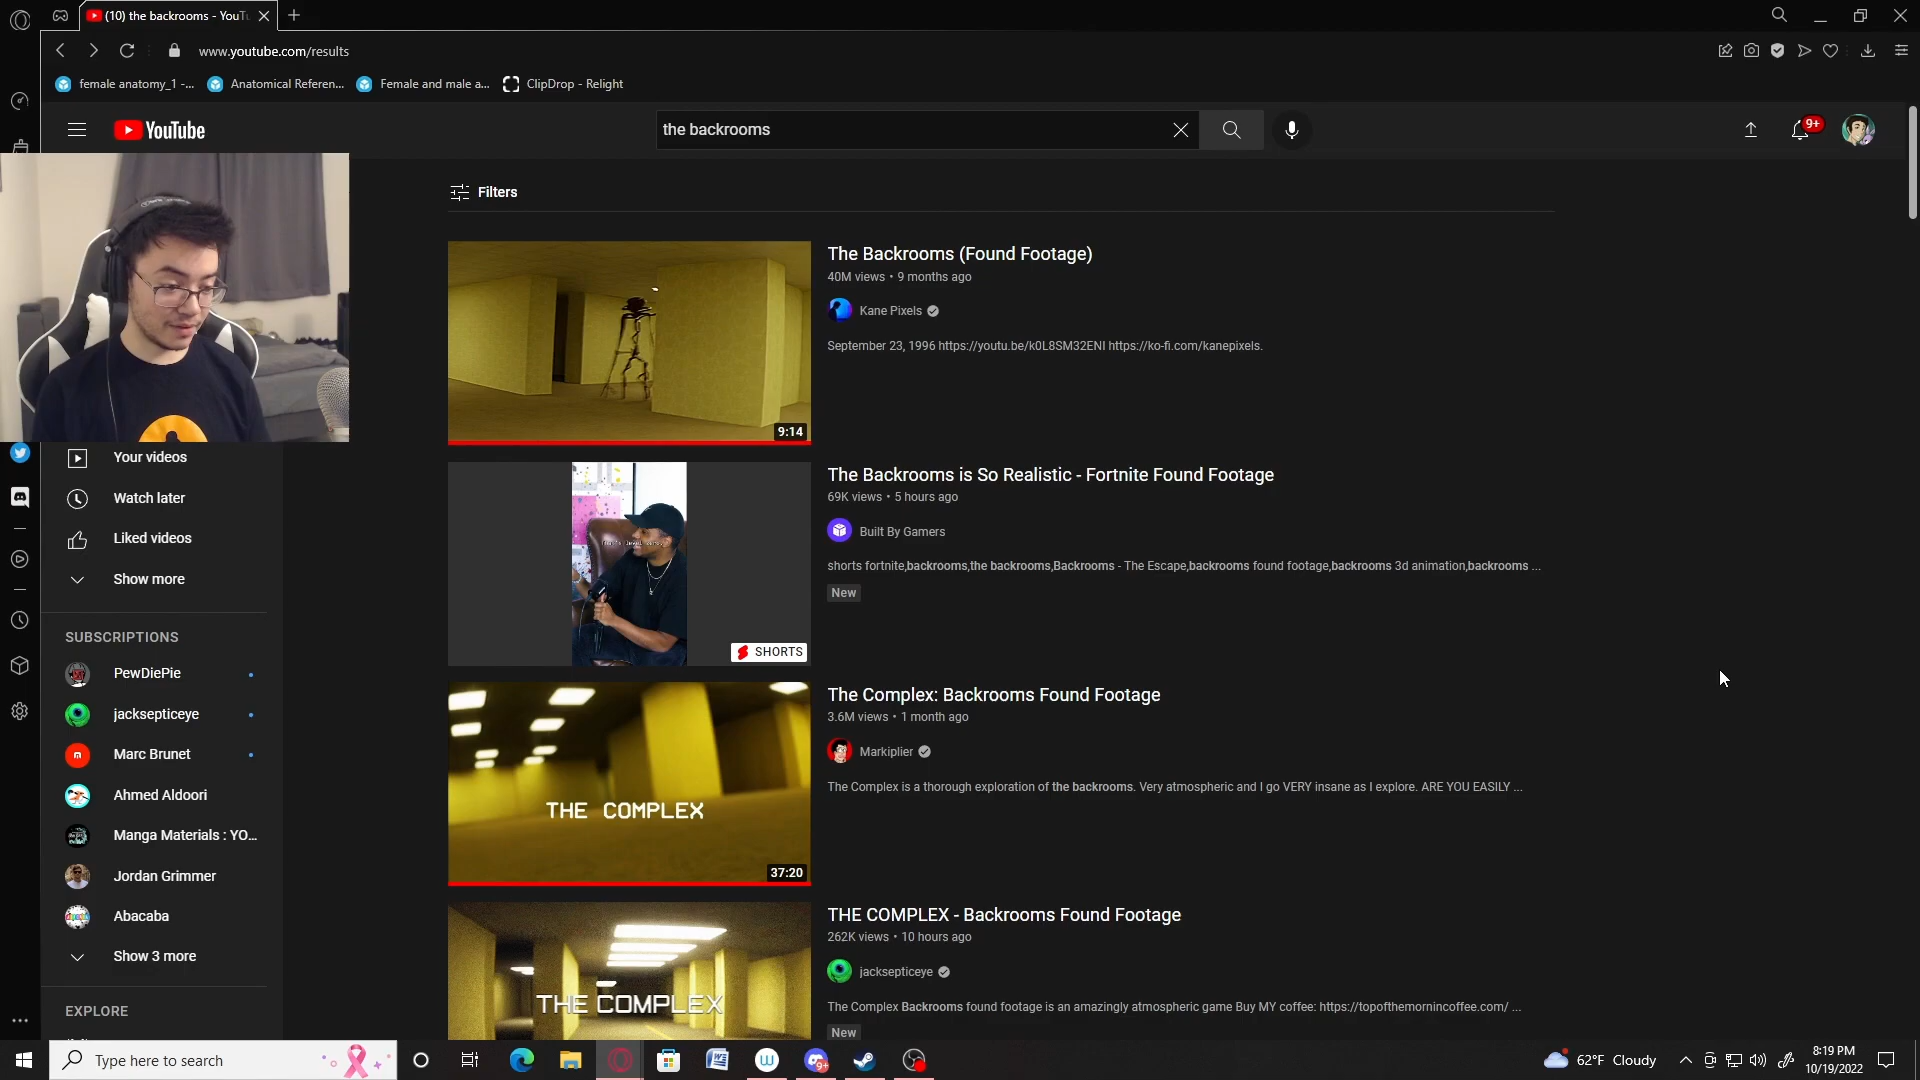 (10) the backrooms - YouTu
www.youtube.com/results
female anatomy_1 -...
Anatomical Referen...
Female and male a...
ClipDrop - Relight
YouTube
the backrooms
9+
Filters
The Backrooms (Found Footage)
40M views • 9 months ago
Kane Pixels
September 23, 1996 https://youtu.be/k0L8SM32ENI https://ko-fi.com/kanepixels.
9:14
The Backrooms is So Realistic - Fortnite Found Footage
69K views • 5 hours ago
Built By Gamers
shorts fortnite,backrooms,the backrooms,Backrooms - The Escape,backrooms found footage,backrooms 3d animation,backrooms ...
New
SHORTS
The Complex: Backrooms Found Footage
3.6M views • 1 month ago
Markiplier
The Complex is a thorough exploration of the backrooms. Very atmospheric and I go VERY insane as I explore. ARE YOU EASILY ...
THE COMPLEX
37:20
THE COMPLEX - Backrooms Found Footage
262K views • 10 hours ago
jacksepticeye
The Complex Backrooms found footage is an amazingly atmospheric game Buy MY coffee: https://topofthemornincoffee.com/ ...
New
THE COMPLEX
Your videos
Watch later
Liked videos
Show more
SUBSCRIPTIONS
PewDiePie
jacksepticeye
Marc Brunet
Ahmed Aldoori
Manga Materials : YO...
Jordan Grimmer
Abacaba
Show 3 more
EXPLORE
Type here to search
9+
62°F Cloudy
8:19 PM
10/19/2022